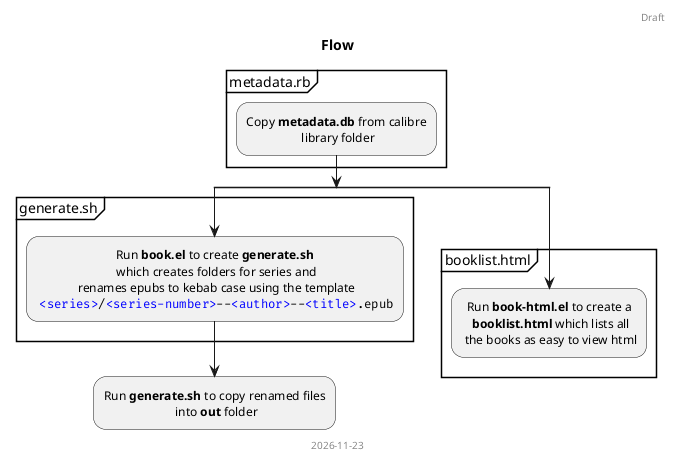 Draft
Flow
metadata.rb
Copy metadata.db from calibre
library folder
generate.sh
Run book.el to create generate.sh
which creates folders for series and
renames epubs to kebab case using the template
<series>/<series-number>--<author>--<title>.epub
booklist.html
Run book-html.el to create a
booklist.html which lists all
the books as easy to view html
Run generate.sh to copy renamed files
into out folder
2026-11-23